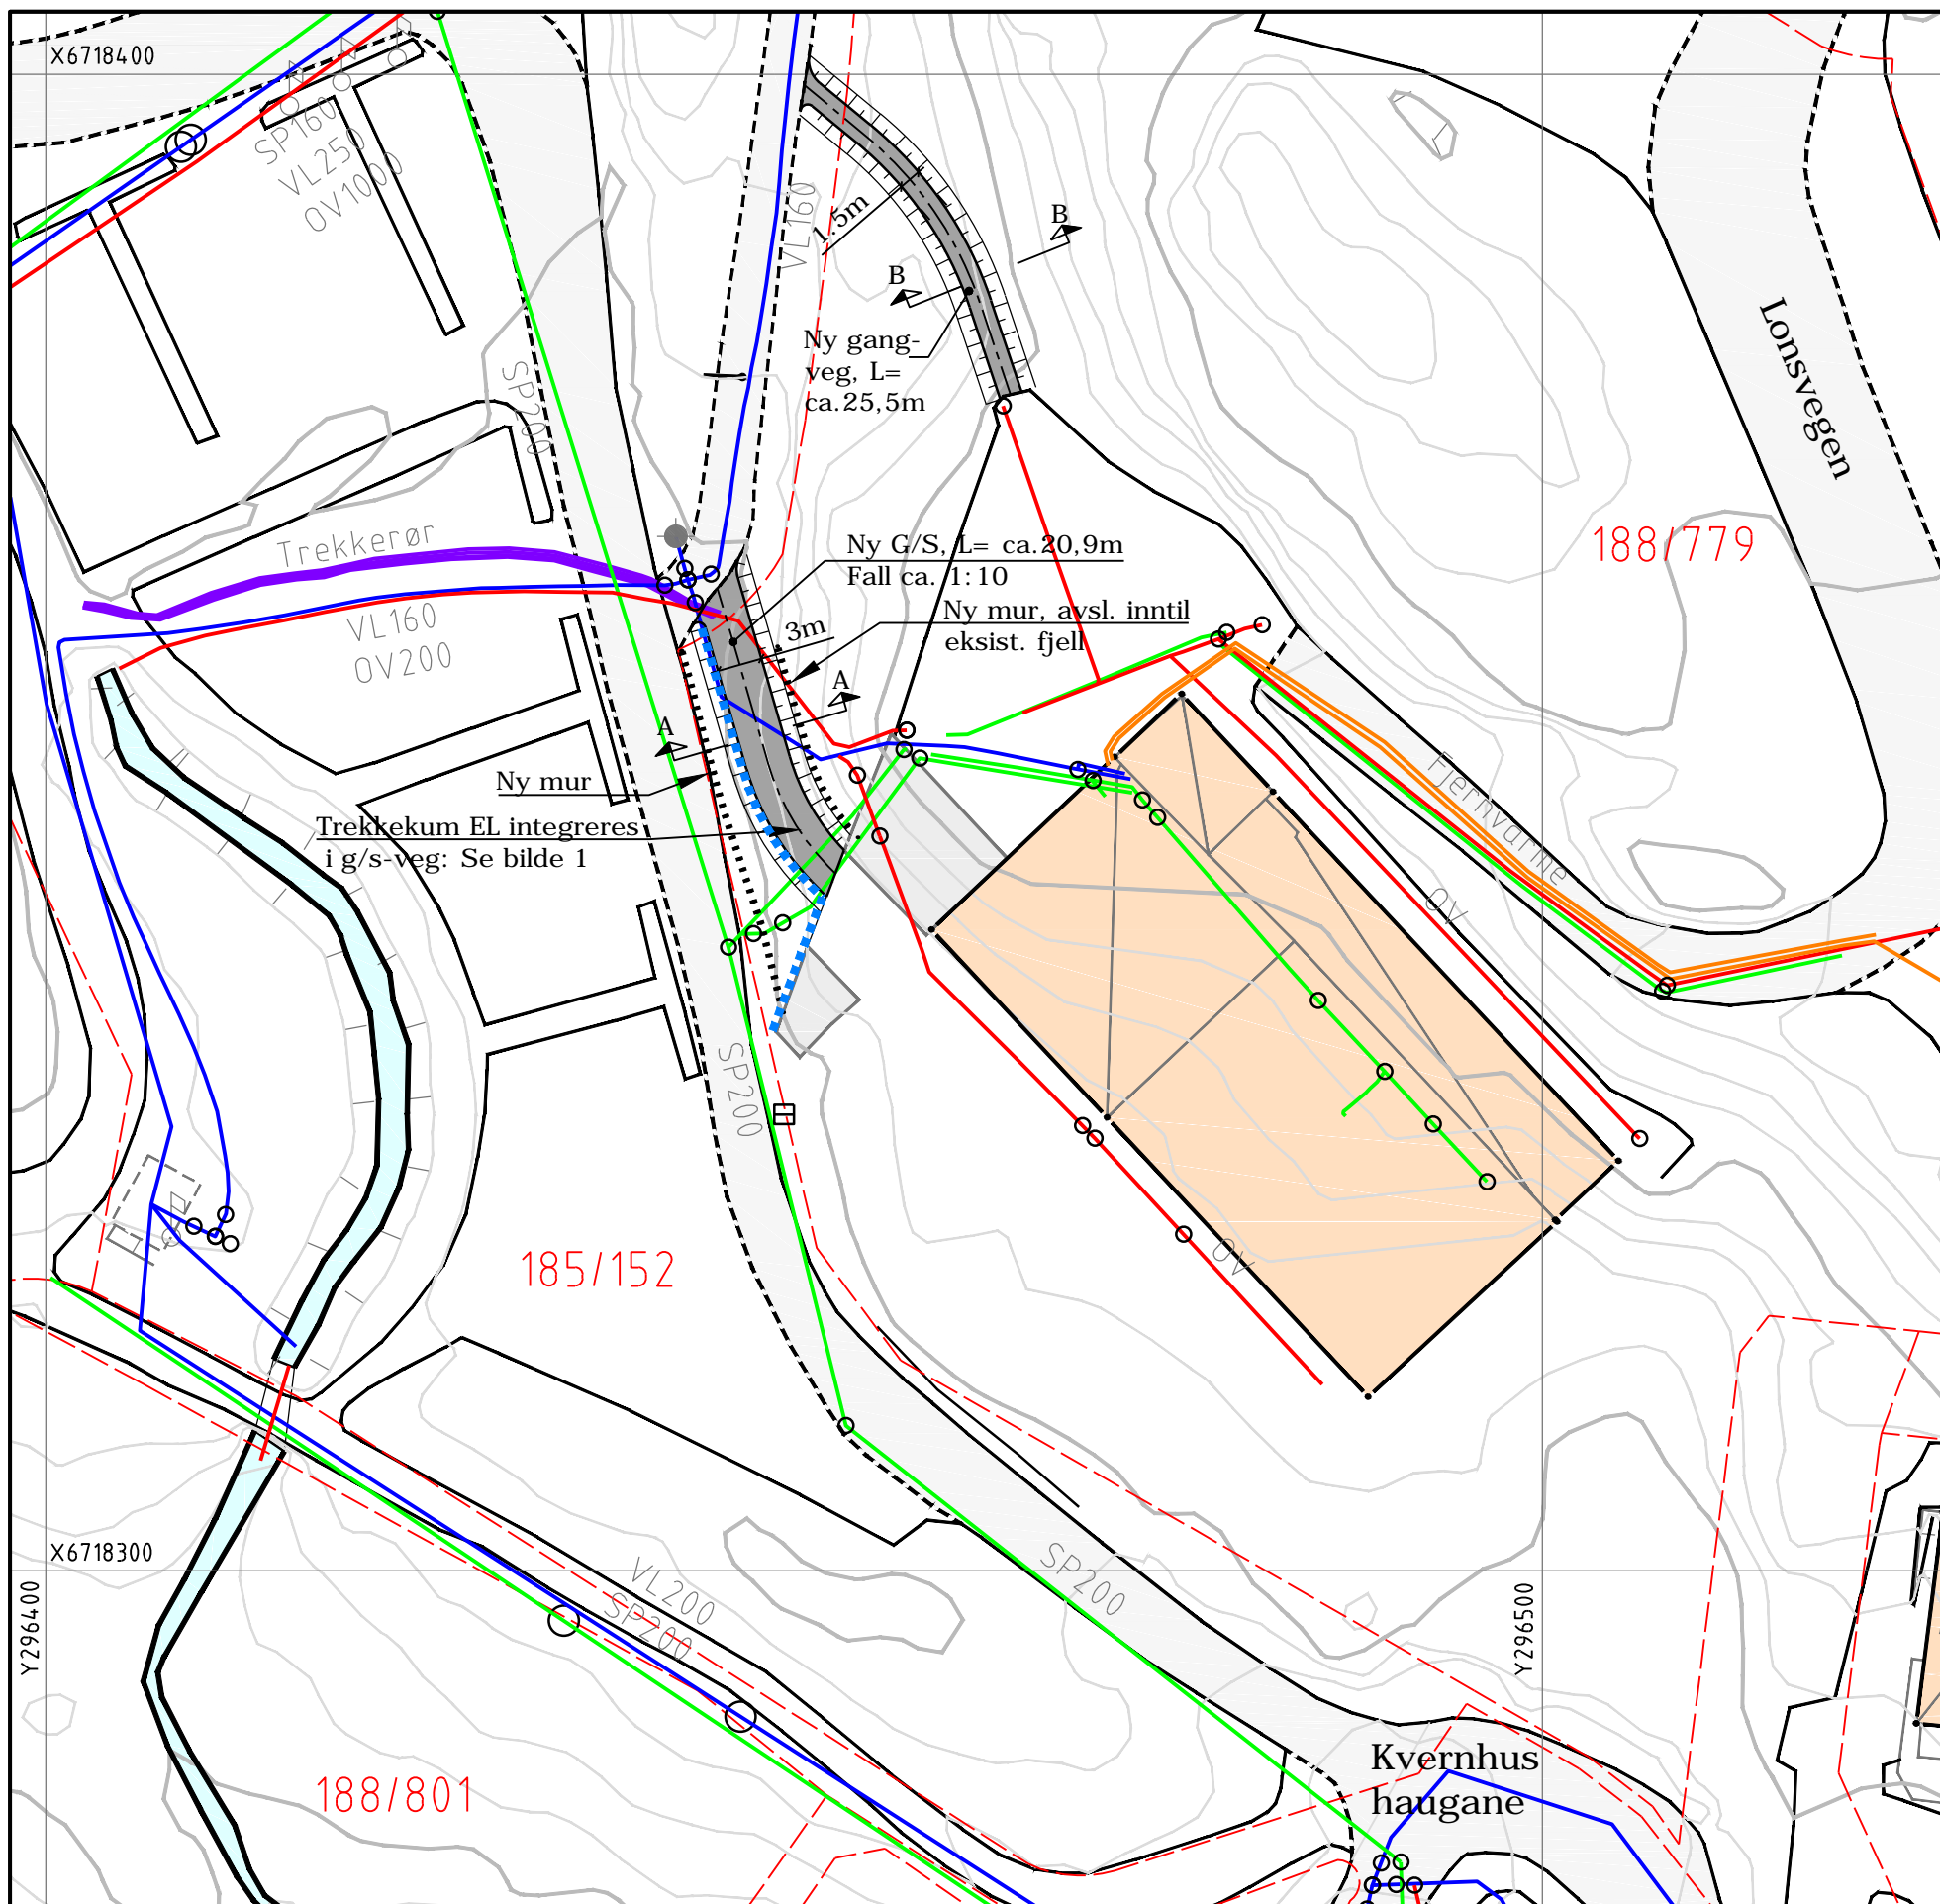 X6718400
SP160
VL250
OV1000
VL160
1.5m
B
B
Ny gang-
veg, L=
ca.25,5m
Lonsvegen
SP200
Trekkerør
VL160
OV200
Ny G/S, L= ca.20,9m
Fall ca. 1:10
Ny mur, avsl. inntil
eksist. fjell
3m
188/779
A
A
Ny mur
Trekkekum EL integreres
i g/s-veg: Se bilde 1
Fjernvarme
OV
SP200
OV
185/152
X6718300
Y296400
VL200
SP200
SP200
Y296500
188/801
Kvernhus
haugane